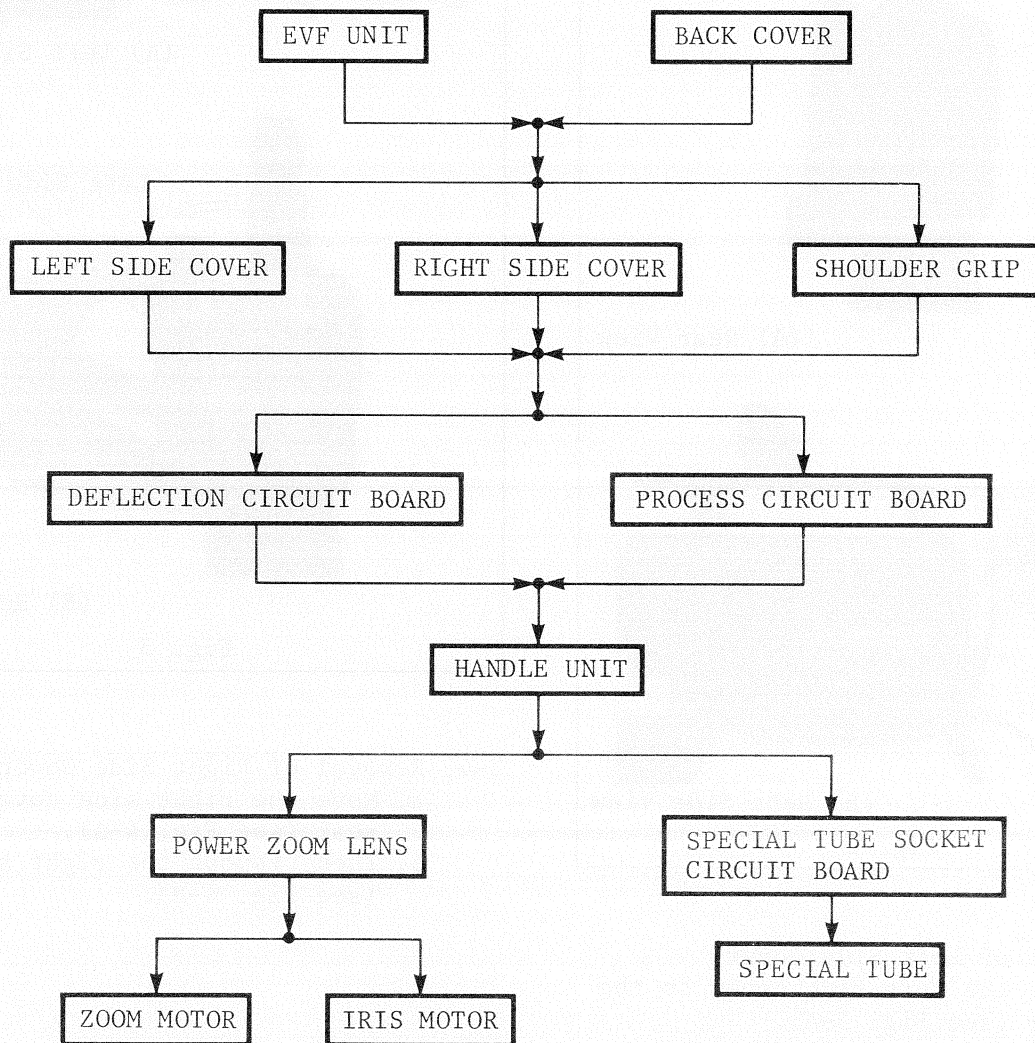 EVF UNIT
BACK COVER
LEFT SIDE COVER
RIGHT SIDE COVER
SHOULDER GRIP
DEFLECTION CIRCUIT BOARD
PROCESS CIRCUIT BOARD
HANDLE UNIT
POWER ZOOM LENS
SPECIAL TUBE SOCKET
CIRCUIT BOARD
SPECIAL TUBE
ZOOM MOTOR
IRIS MOTOR